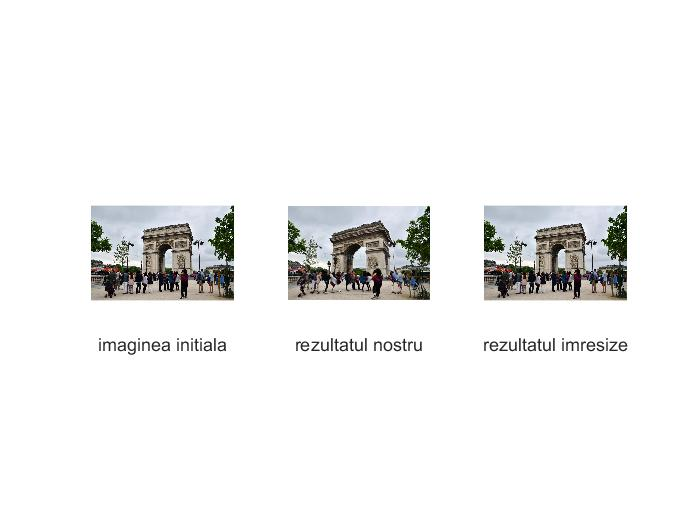 imaginea initiala
rezultatul nostru
rezultatul imresize